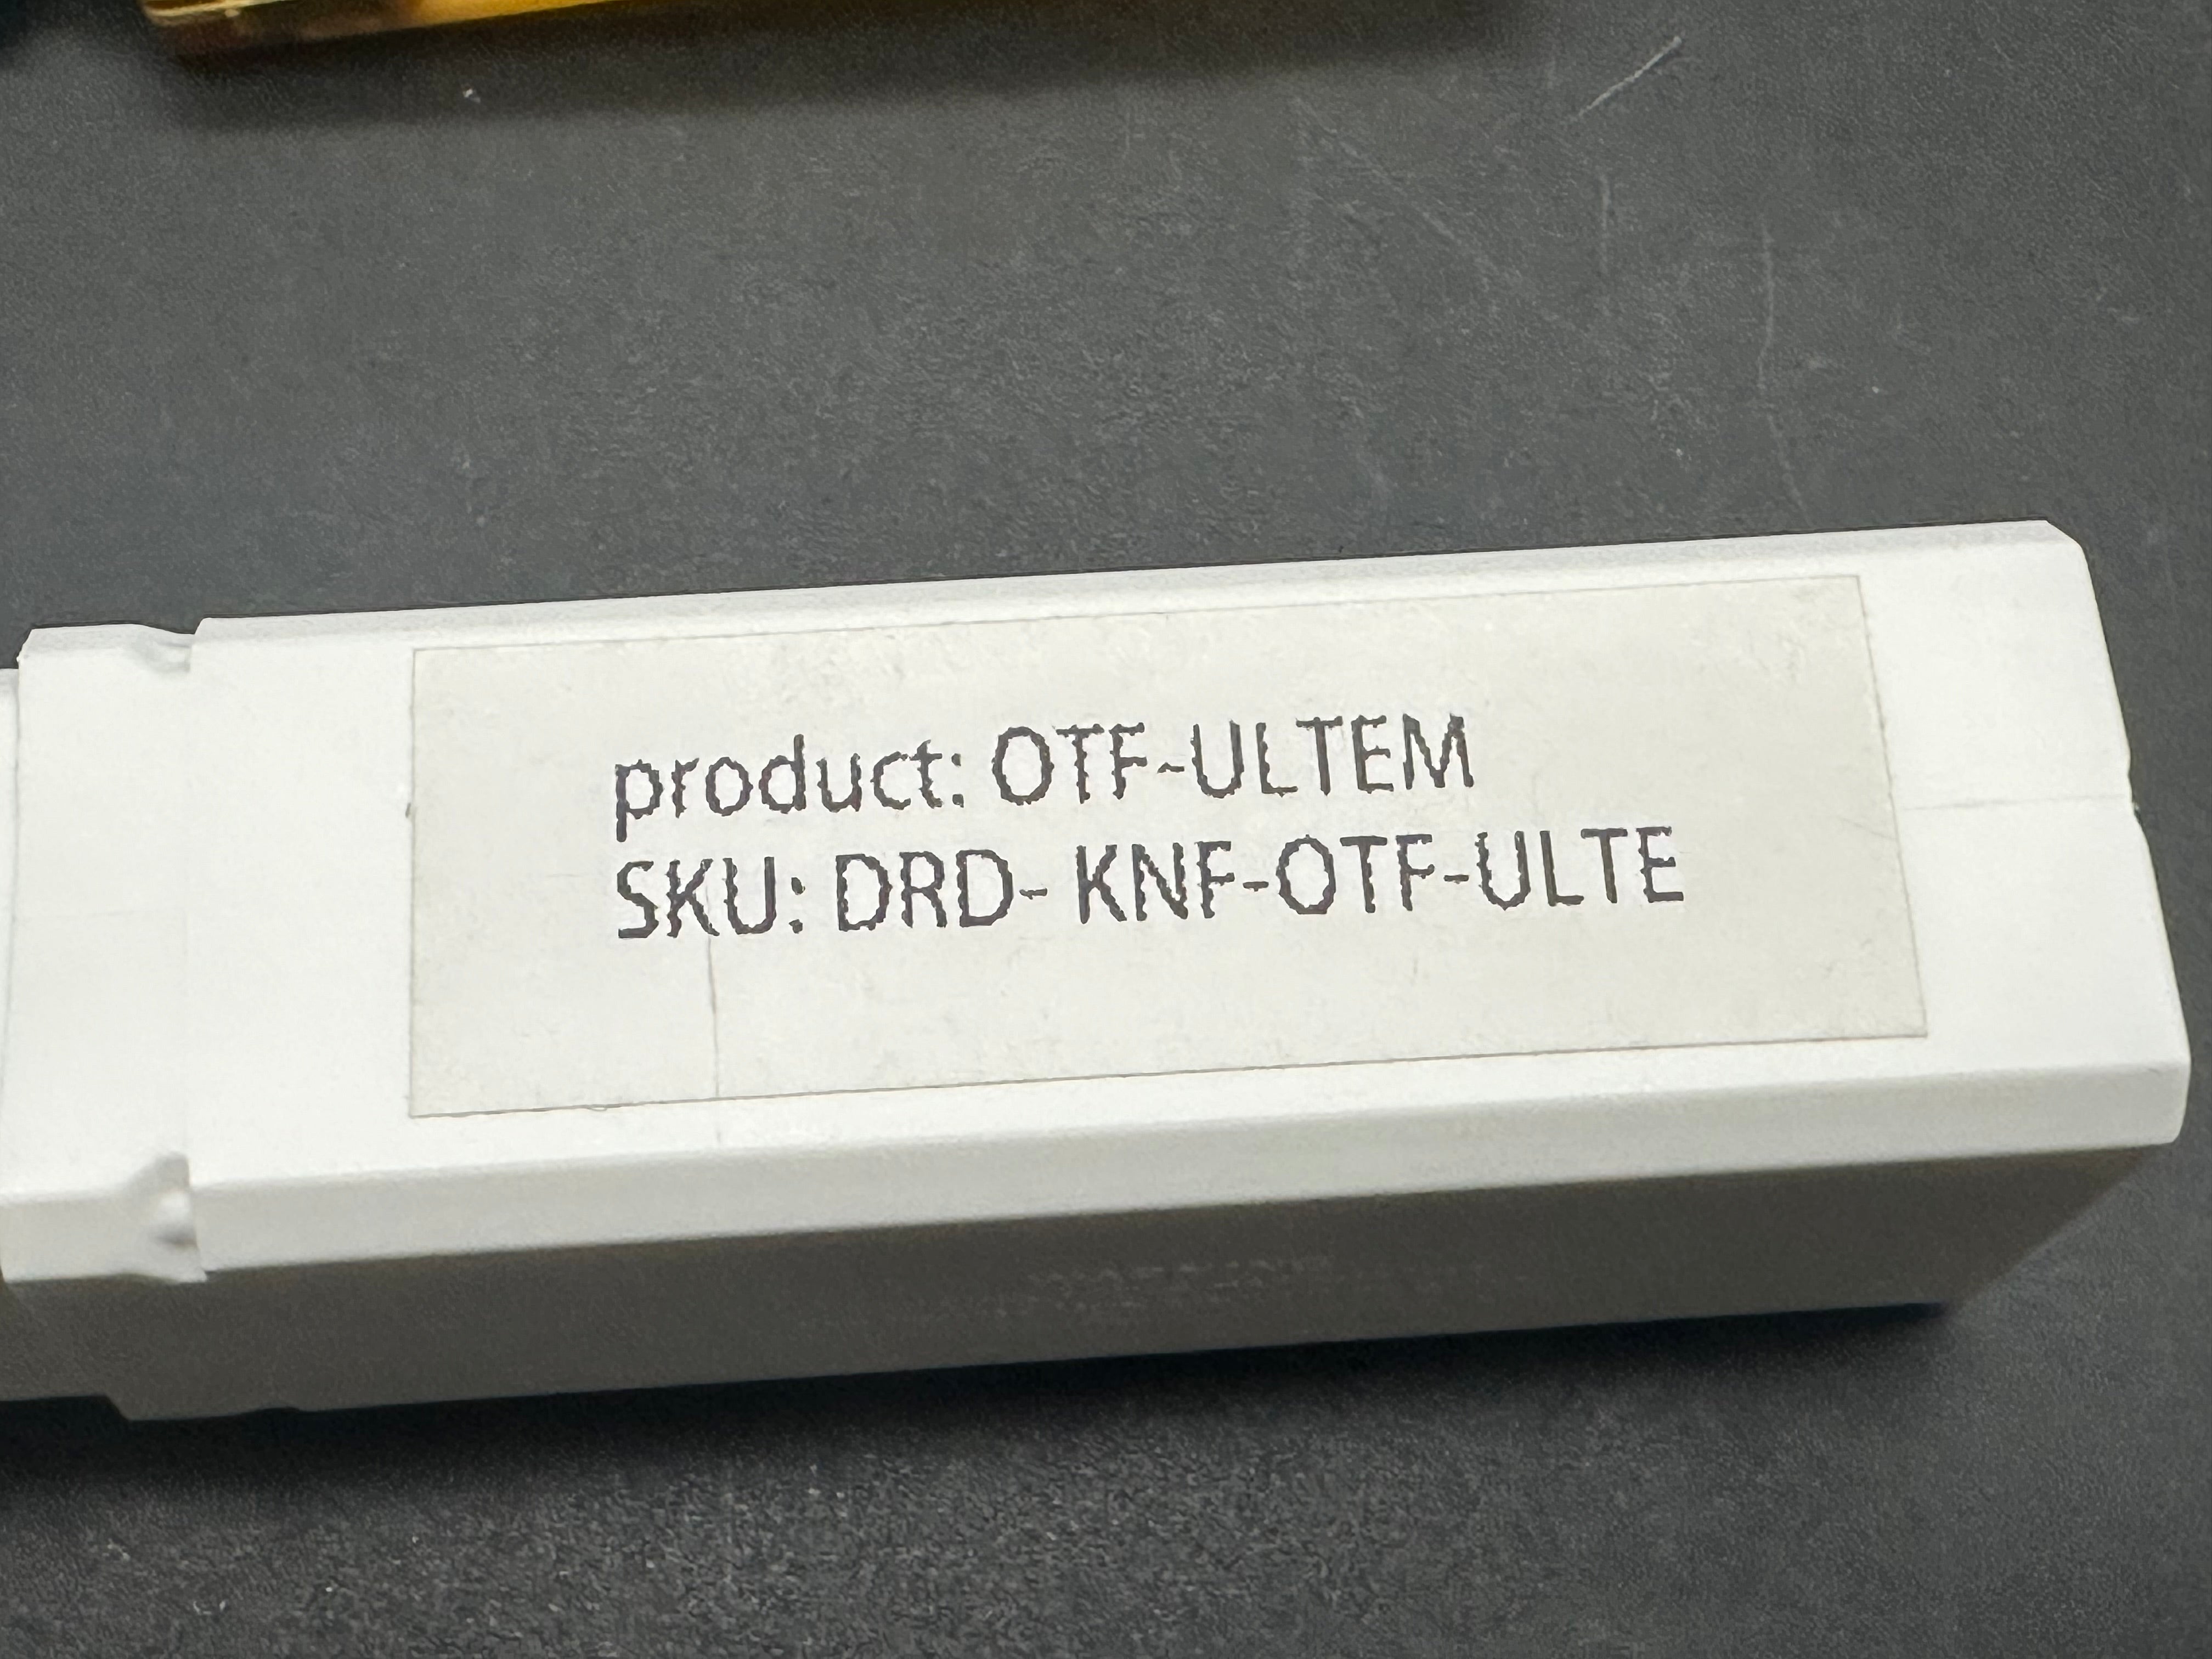 product: OTF-ULTEM
SKU: DRD- KNF-OTF-ULTE